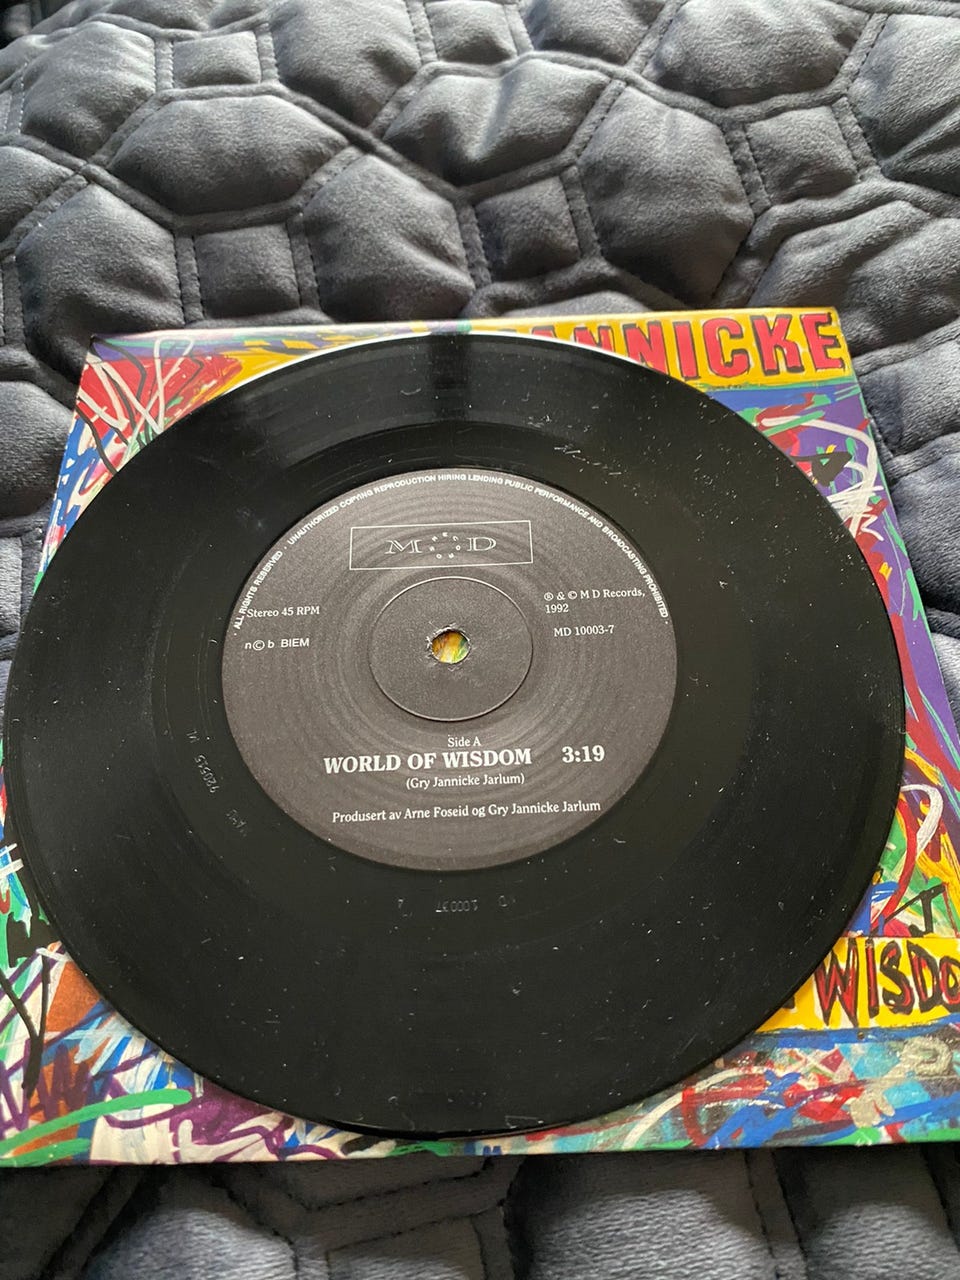 JANNICKE
· ALL RIGHTS RESERVED · UNAUTHORIZED COPYING REPRODUCTION HIRING LENDING PUBLIC PERFORMANCE AND BROADCASTING PROHIBITED ·
M D
Stereo 45 RPM
n©b BIEM
℗ & © M D Records,
1992
MD 10003-7
Side A
WORLD OF WISDOM 3:19
(Gry Jannicke Jarlum)
Produsert av Arne Foseid og Gry Jannicke Jarlum
WISDO